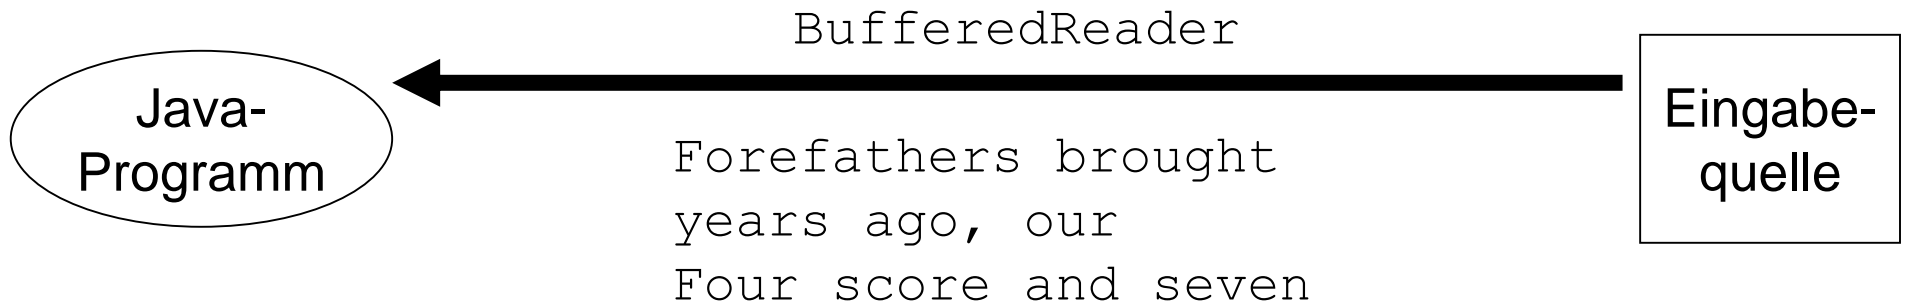 BufferedReader
Java-
Programm
Forefathers brought
years ago, our
Four score and seven
Eingabe-
quelle